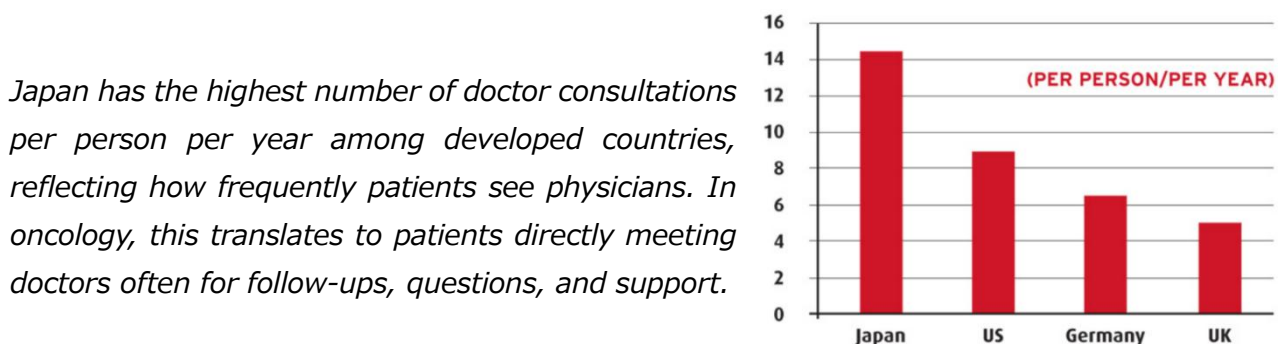 Japan has the highest number of doctor consultations
per person per year among developed countries,
reflecting how frequently patients see physicians. In
oncology, this translates to patients directly meeting
doctors often for follow-ups, questions, and support.
16
14
(PER PERSON/PER YEAR)
12
10
8
6
4
2
0
Japan US Germany UK